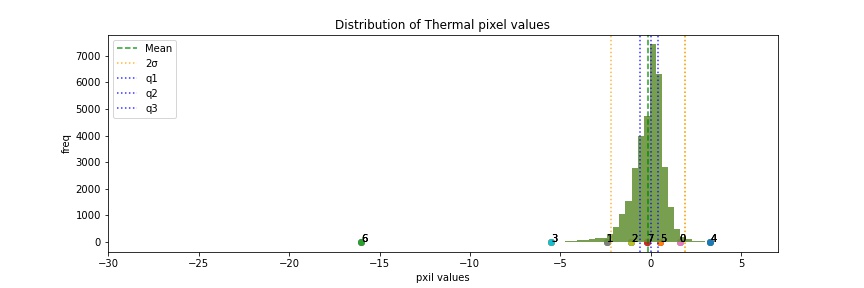 Distribution of Thermal pixel values
Mean
2σ
q1
q2
q3
freq
7000
6000
5000
4000
3000
2000
1000
0
6 3 1 2 7 5 0 4
−30 −25 −20 −15 −10 −5 0 5
pxil values